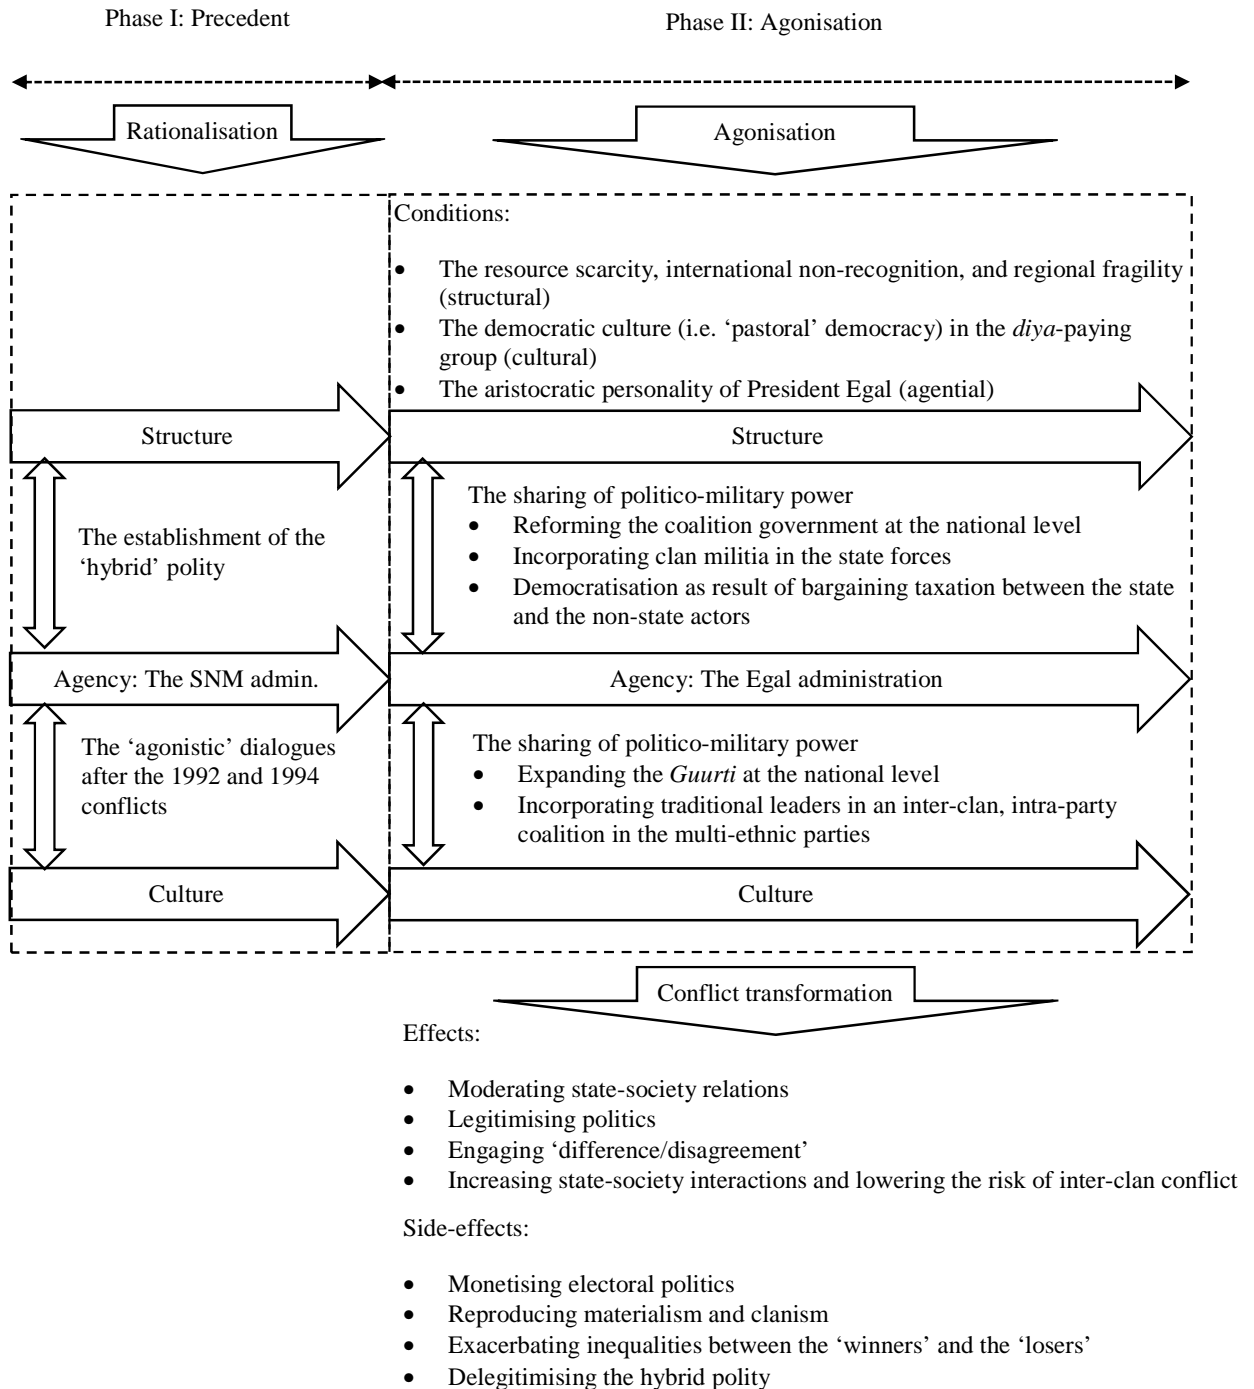 Phase I: Precedent
Phase II: Agonisation
Rationalisation
Agonisation
Conditions:
• The resource scarcity, international non-recognition, and regional fragility
(structural)
• The democratic culture (i.e. ‘pastoral’ democracy) in the diya-paying
group (cultural)
• The aristocratic personality of President Egal (agential)
Structure
Structure
The establishment of the
‘hybrid’ polity
The sharing of politico-military power
• Reforming the coalition government at the national level
• Incorporating clan militia in the state forces
• Democratisation as result of bargaining taxation between the state
and the non-state actors
Agency: The SNM admin.
Agency: The Egal administration
The ‘agonistic’ dialogues
after the 1992 and 1994
conflicts
The sharing of politico-military power
• Expanding the Guurti at the national level
• Incorporating traditional leaders in an inter-clan, intra-party
coalition in the multi-ethnic parties
Culture
Culture
Conflict transformation
Effects:
• Moderating state-society relations
• Legitimising politics
• Engaging ‘difference/disagreement’
• Increasing state-society interactions and lowering the risk of inter-clan conflict
Side-effects:
• Monetising electoral politics
• Reproducing materialism and clanism
• Exacerbating inequalities between the ‘winners’ and the ‘losers’
• Delegitimising the hybrid polity